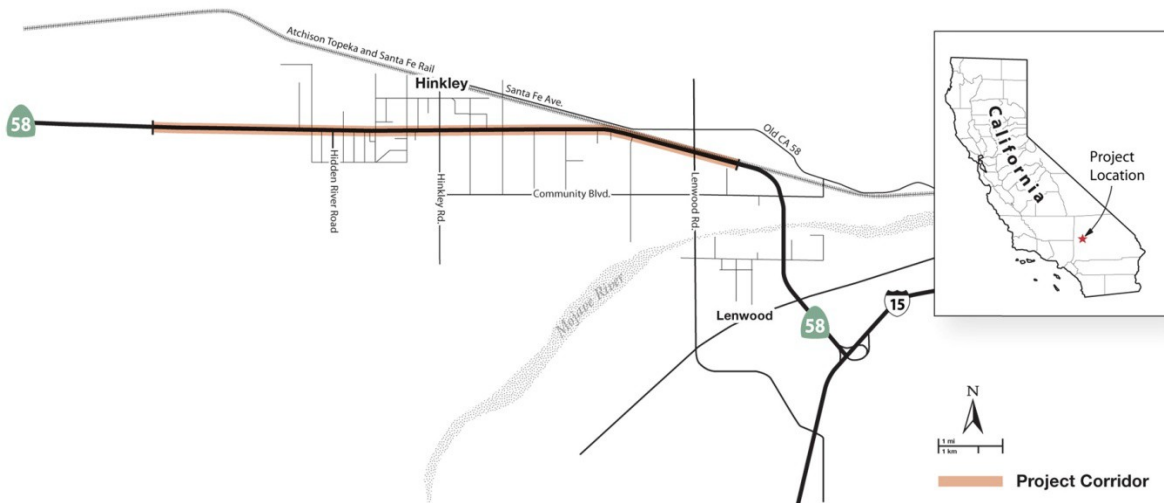 Atchison Topeka and Santa Fe Rail
Hinkley
Santa Fe Ave.
Old CA 58
58
Hidden River Road
Hinkley Rd.
Community Blvd.
Lenwood Rd.
Mojave River
Lenwood
58
15
California
Project
Location
N
1 mi
1 km
Project Corridor